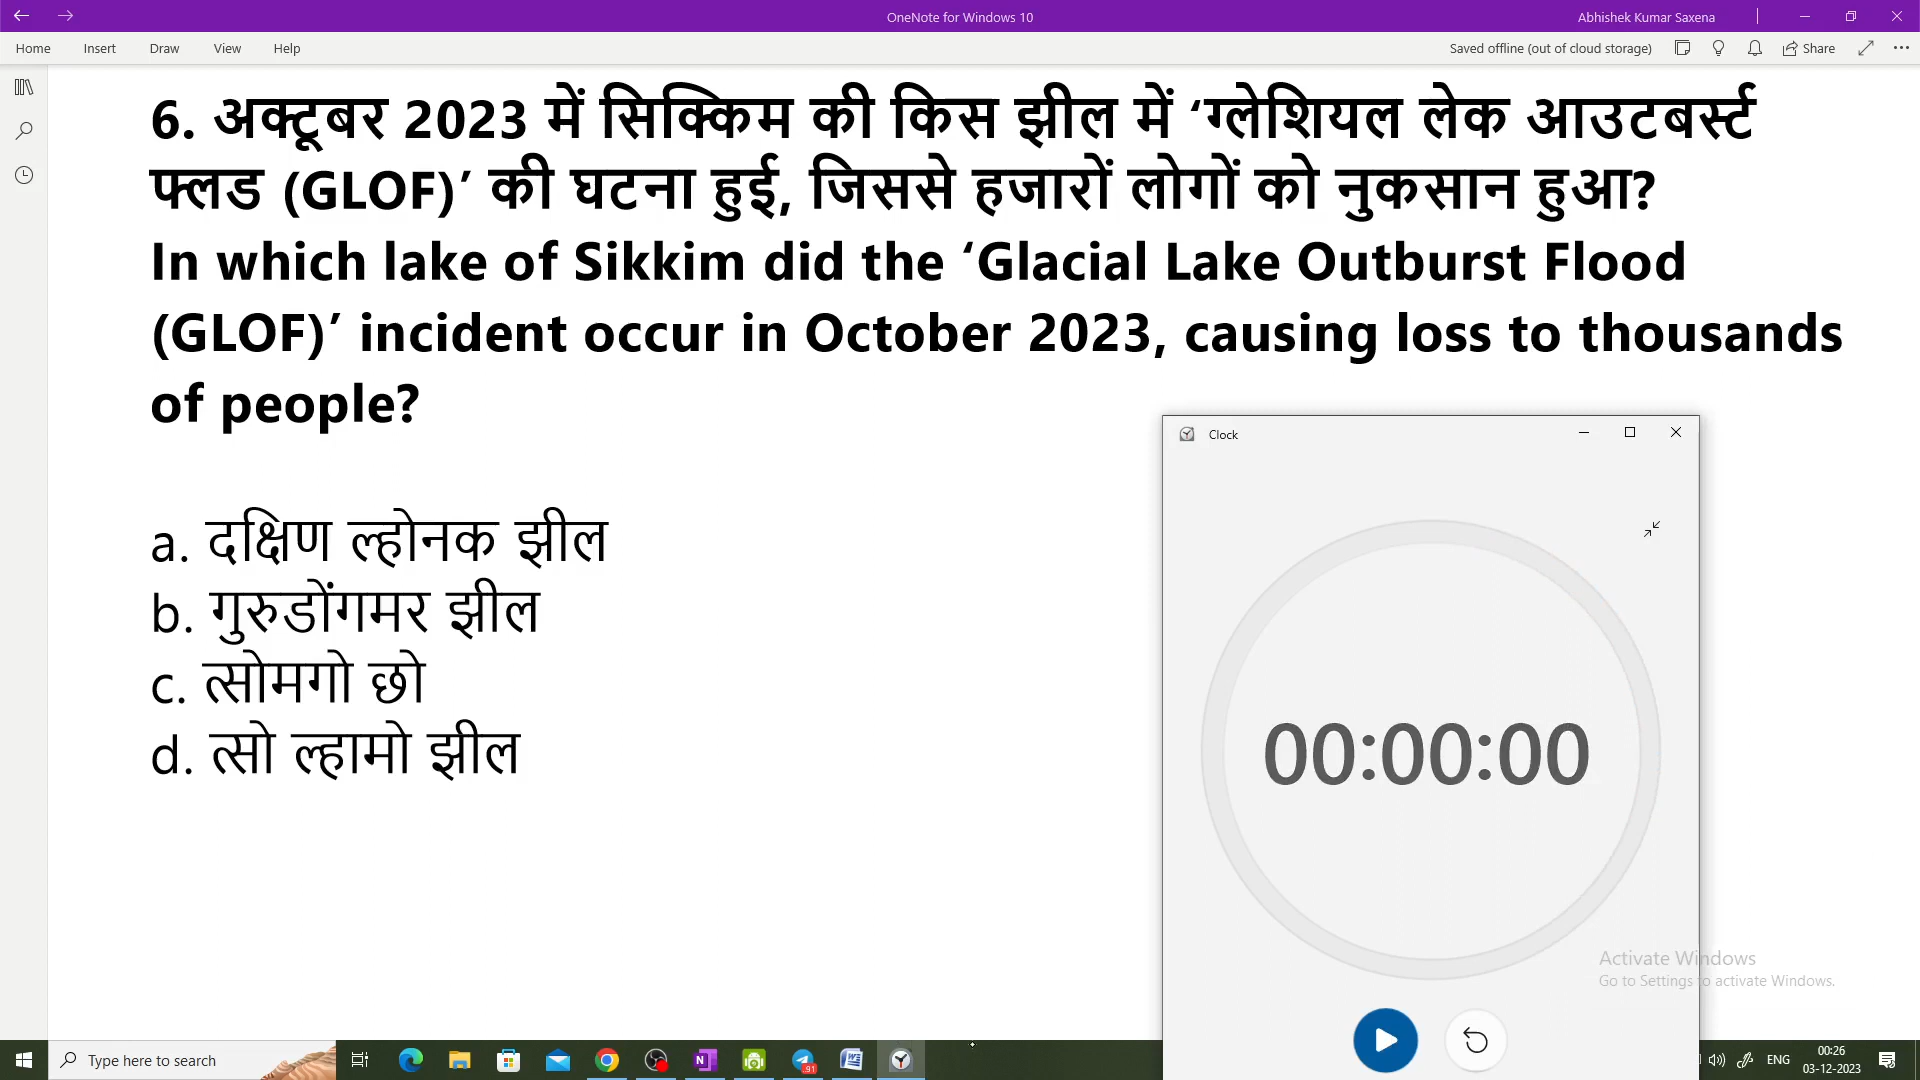 OneNote for Windows 10
Abhishek Kumar Saxena
Home Insert Draw View Help
Saved offline (out of cloud storage)
Share
6. अक्टूबर 2023 में सिक्किम की किस झील में ‘ग्लेशियल लेक आउटबर्स्ट
फ्लड (GLOF)’ की घटना हुई, जिससे हजारों लोगों को नुकसान हुआ?
In which lake of Sikkim did the ‘Glacial Lake Outburst Flood
(GLOF)’ incident occur in October 2023, causing loss to thousands
of people?
Clock
a. दक्षिण ल्होनक झील
b. गुरुडोंगमर झील
c. त्सोमगो छो
d. त्सो ल्हामो झील
00:00:00
Activate Windows
Go to Settings to activate Windows.
Type here to search
91
ENG
00:26
03-12-2023